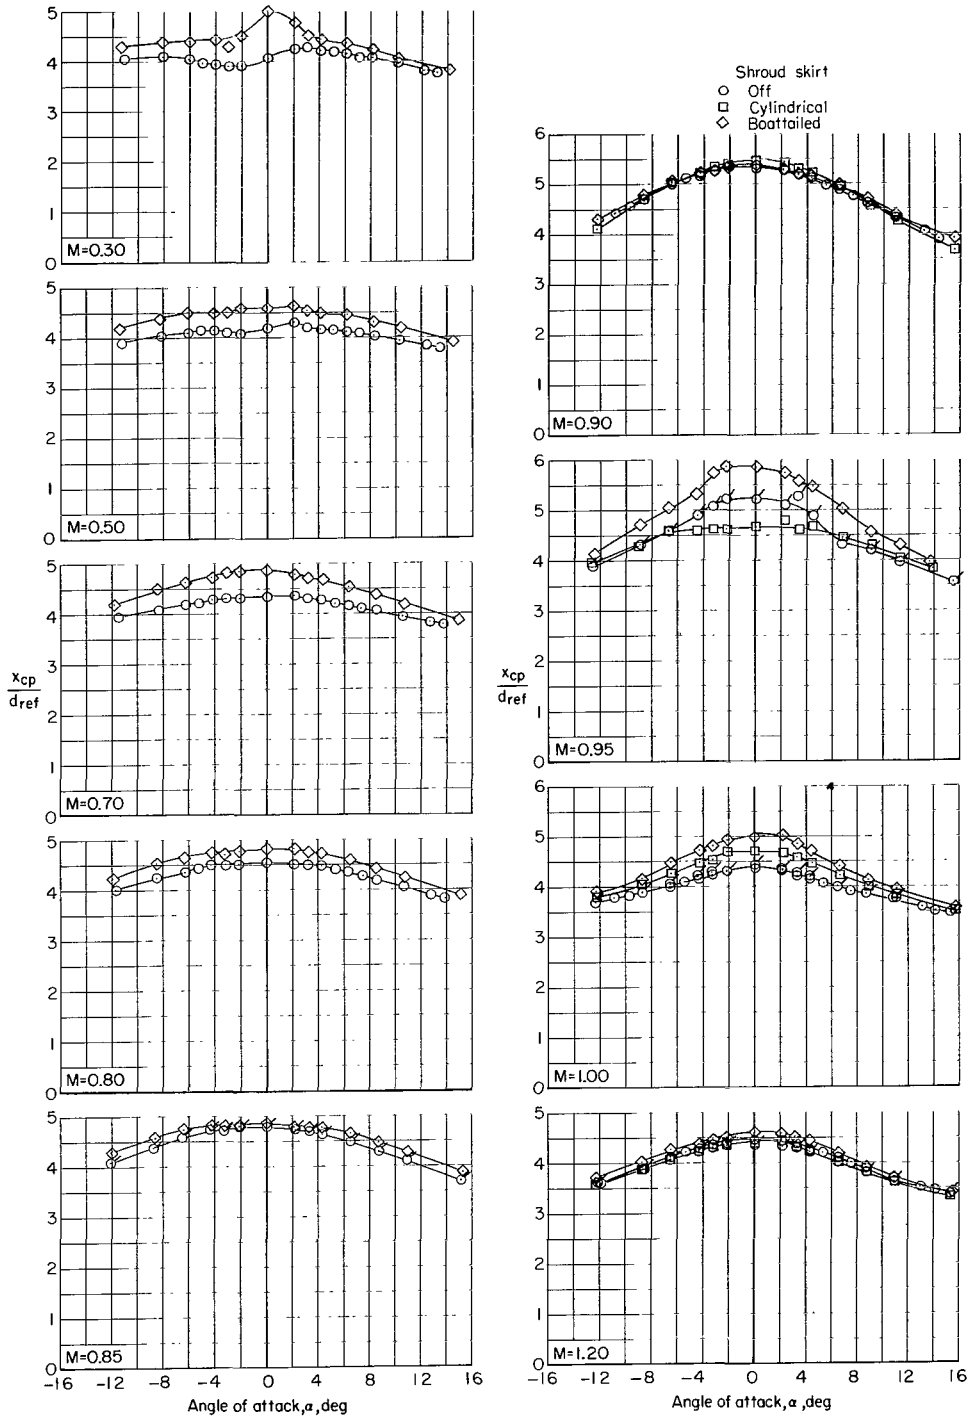 5
4
3
2
1
0
M=0.30
5
4
3
2
1
0
M=0.50
5
4
3
2
1
0
M=0.70
x_cp
d_ref
5
4
3
2
1
0
M=0.80
5
4
3
2
1
0
M=0.85
-16 -12 -8 -4 0 4 8 12 16
Angle of attack, α, deg
Shroud skirt
Off
Cylindrical
Boattailed
6
5
4
3
2
1
0
M=0.90
6
5
4
3
2
1
0
M=0.95
x_cp
d_ref
6
5
4
3
2
1
0
M=1.00
5
4
3
2
1
0
M=1.20
-16 -12 -8 -4 0 4 8 12 16
Angle of attack, α, deg